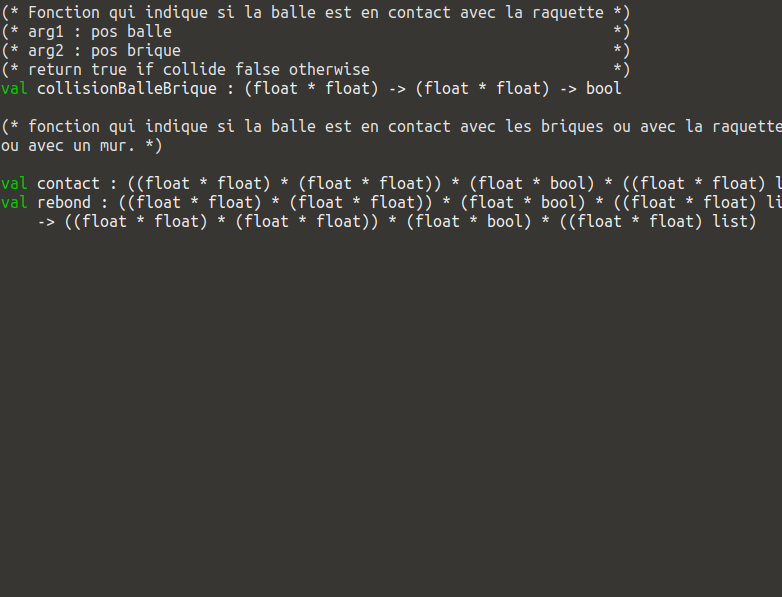 (* Fonction qui indique si la balle est en contact avec la raquette *)
(* arg1 : pos balle *)
(* arg2 : pos brique *)
(* return true if collide false otherwise *)
val collisionBalleBrique : (float * float) -> (float * float) -> bool
(* fonction qui indique si la balle est en contact avec les briques ou avec la raquette
ou avec un mur. *)
val contact : ((float * float) * (float * float)) * (float * bool) * ((float * float) l
val rebond : ((float * float) * (float * float)) * (float * bool) * ((float * float) li
-> ((float * float) * (float * float)) * (float * bool) * ((float * float) list)